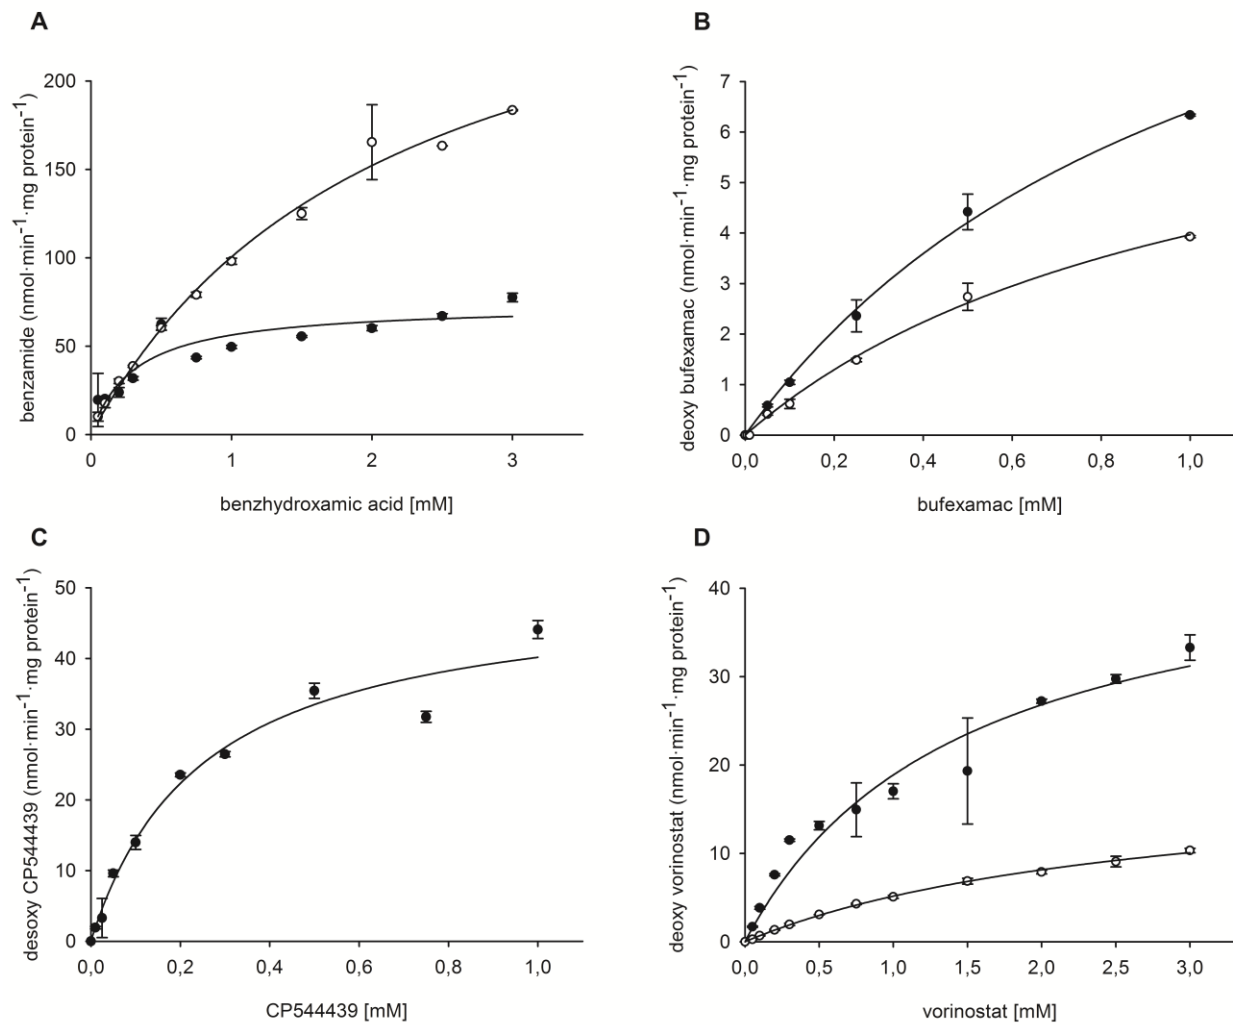 A
benzamide (nmol·min⁻¹·mg protein⁻¹)
200
150
100
50
0
0 1 2 3
benzhydroxamic acid [mM]
B
deoxy bufexamac (nmol·min⁻¹·mg protein⁻¹)
7
6
5
4
3
2
1
0
0,0 0,2 0,4 0,6 0,8 1,0
bufexamac [mM]
C
desoxy CP544439 (nmol·min⁻¹·mg protein⁻¹)
50
40
30
20
10
0
0,0 0,2 0,4 0,6 0,8 1,0
CP544439 [mM]
D
deoxy vorinostat (nmol·min⁻¹·mg protein⁻¹)
40
30
20
10
0
0,0 0,5 1,0 1,5 2,0 2,5 3,0
vorinostat [mM]